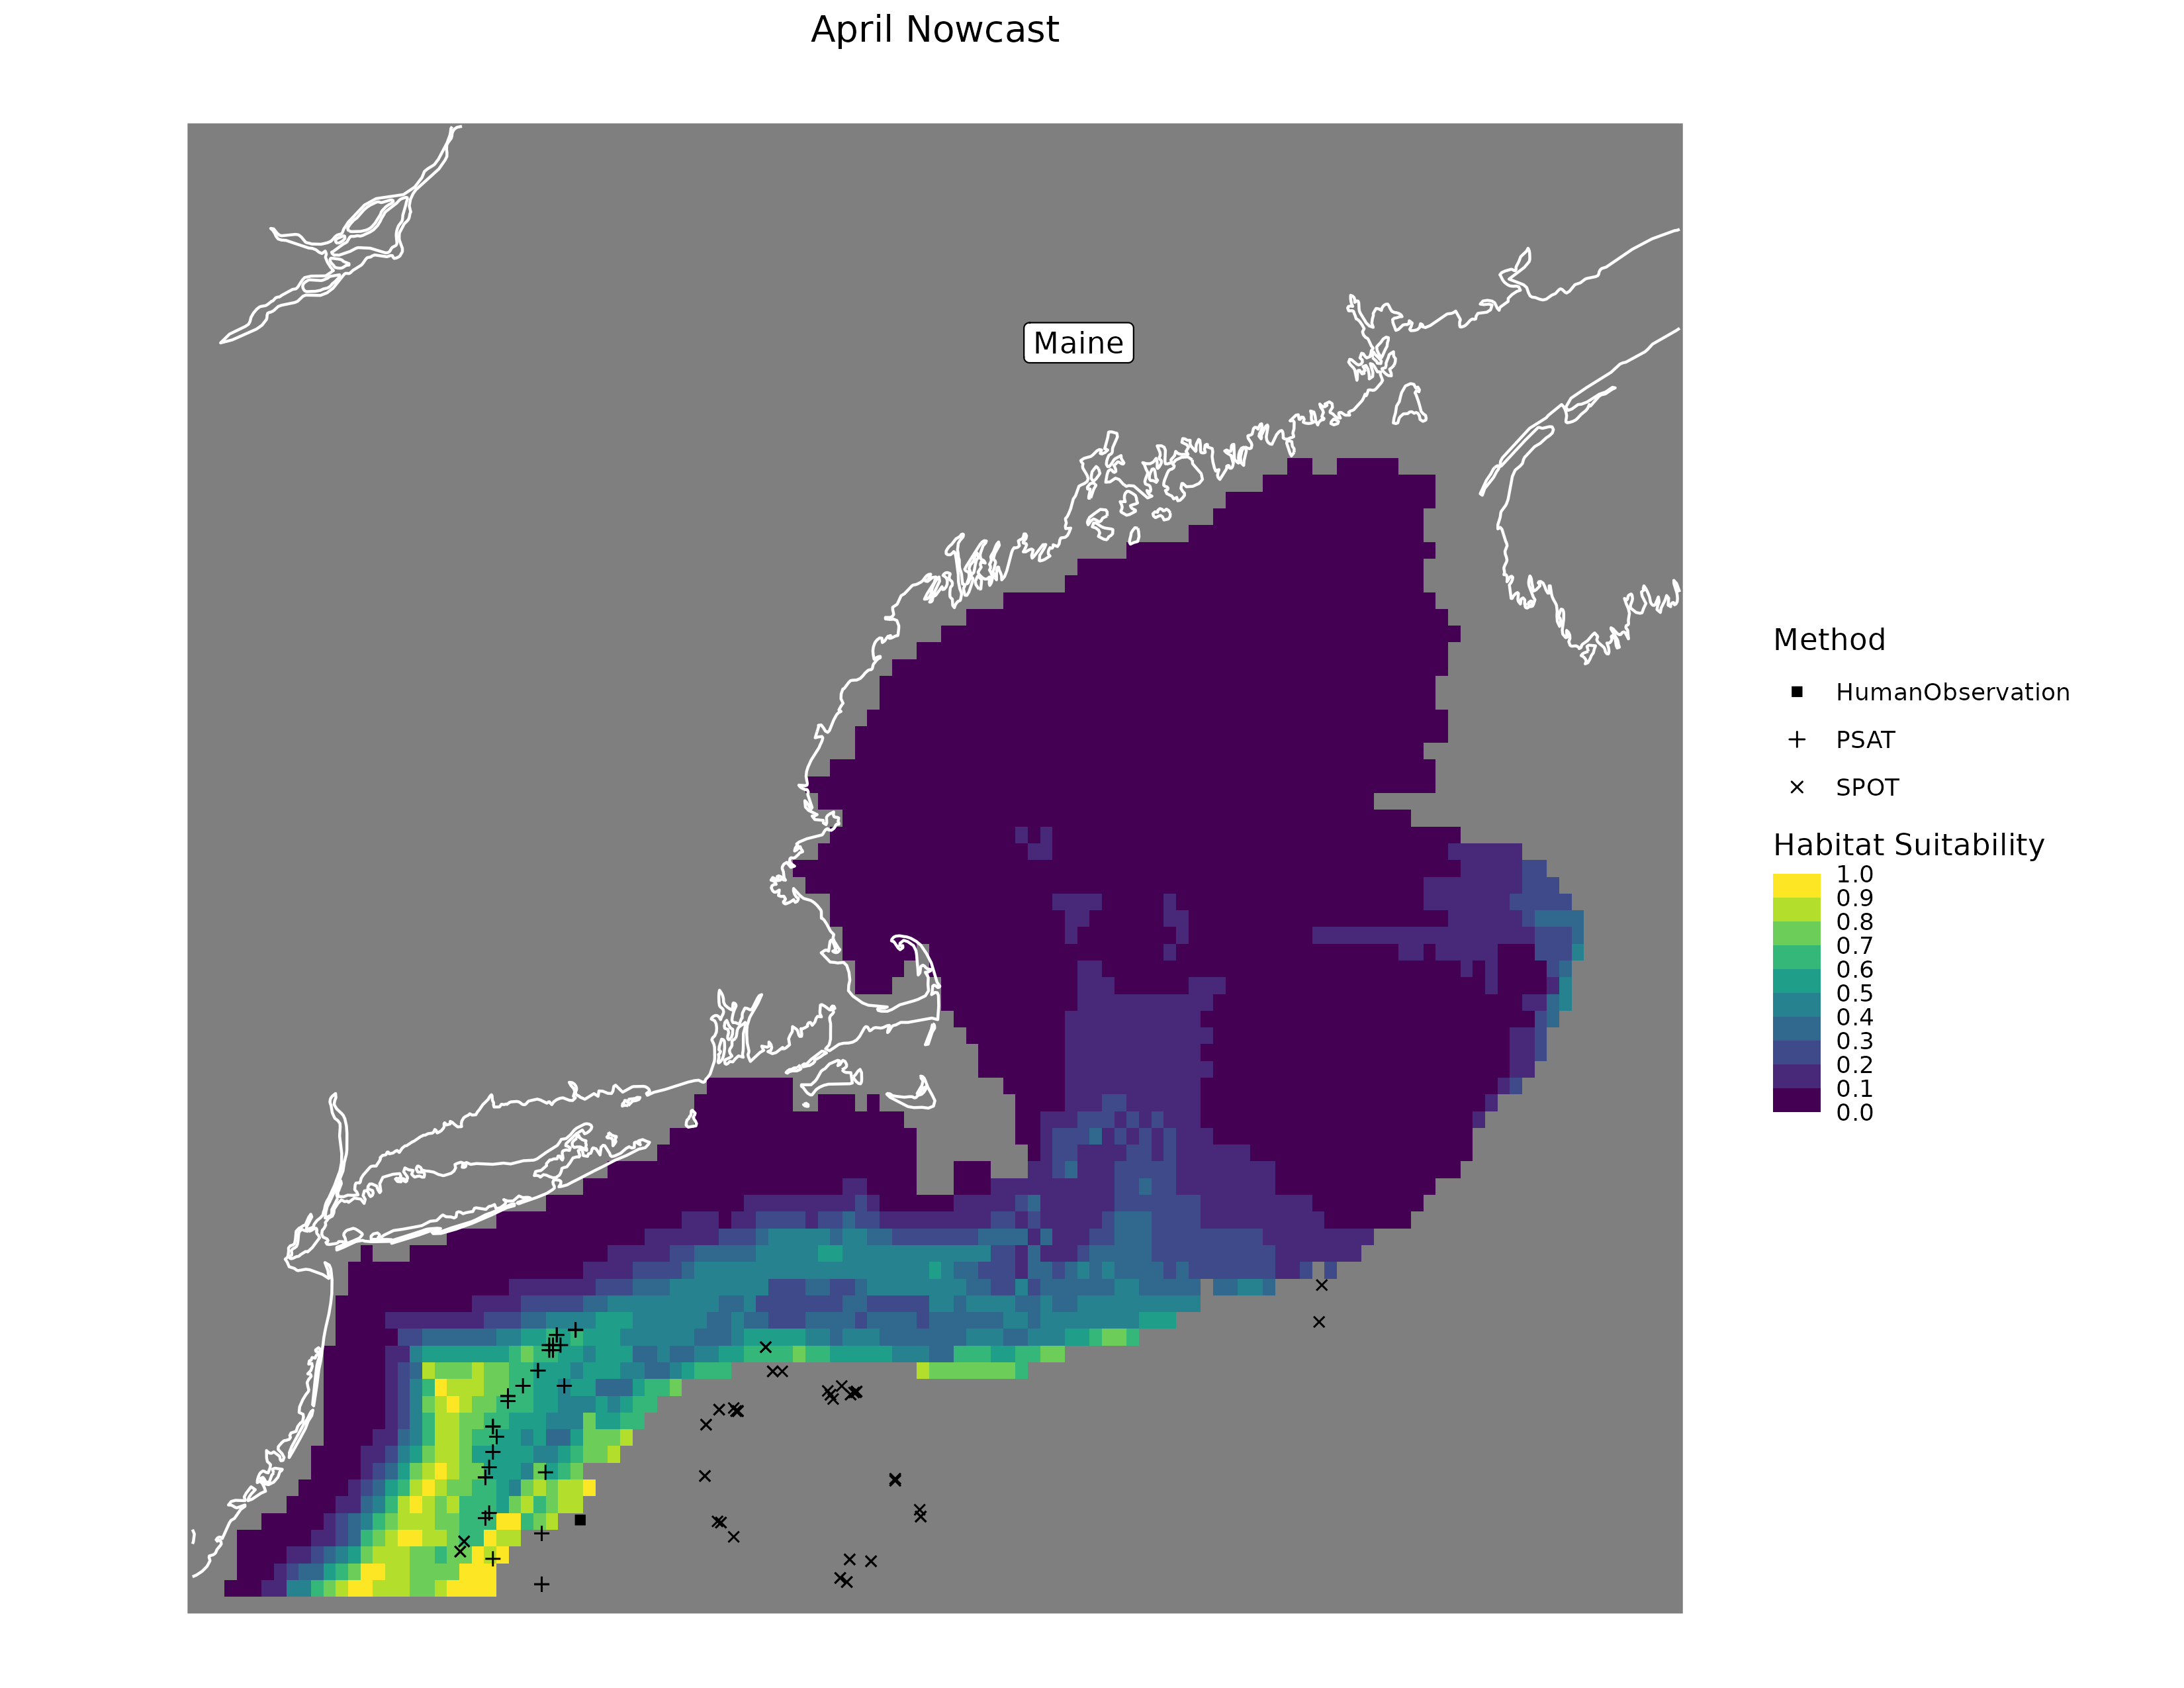 April Nowcast
Maine
Method
HumanObservation
PSAT
SPOT
Habitat Suitability
1.0
0.9
0.8
0.7
0.6
0.5
0.4
0.3
0.2
0.1
0.0